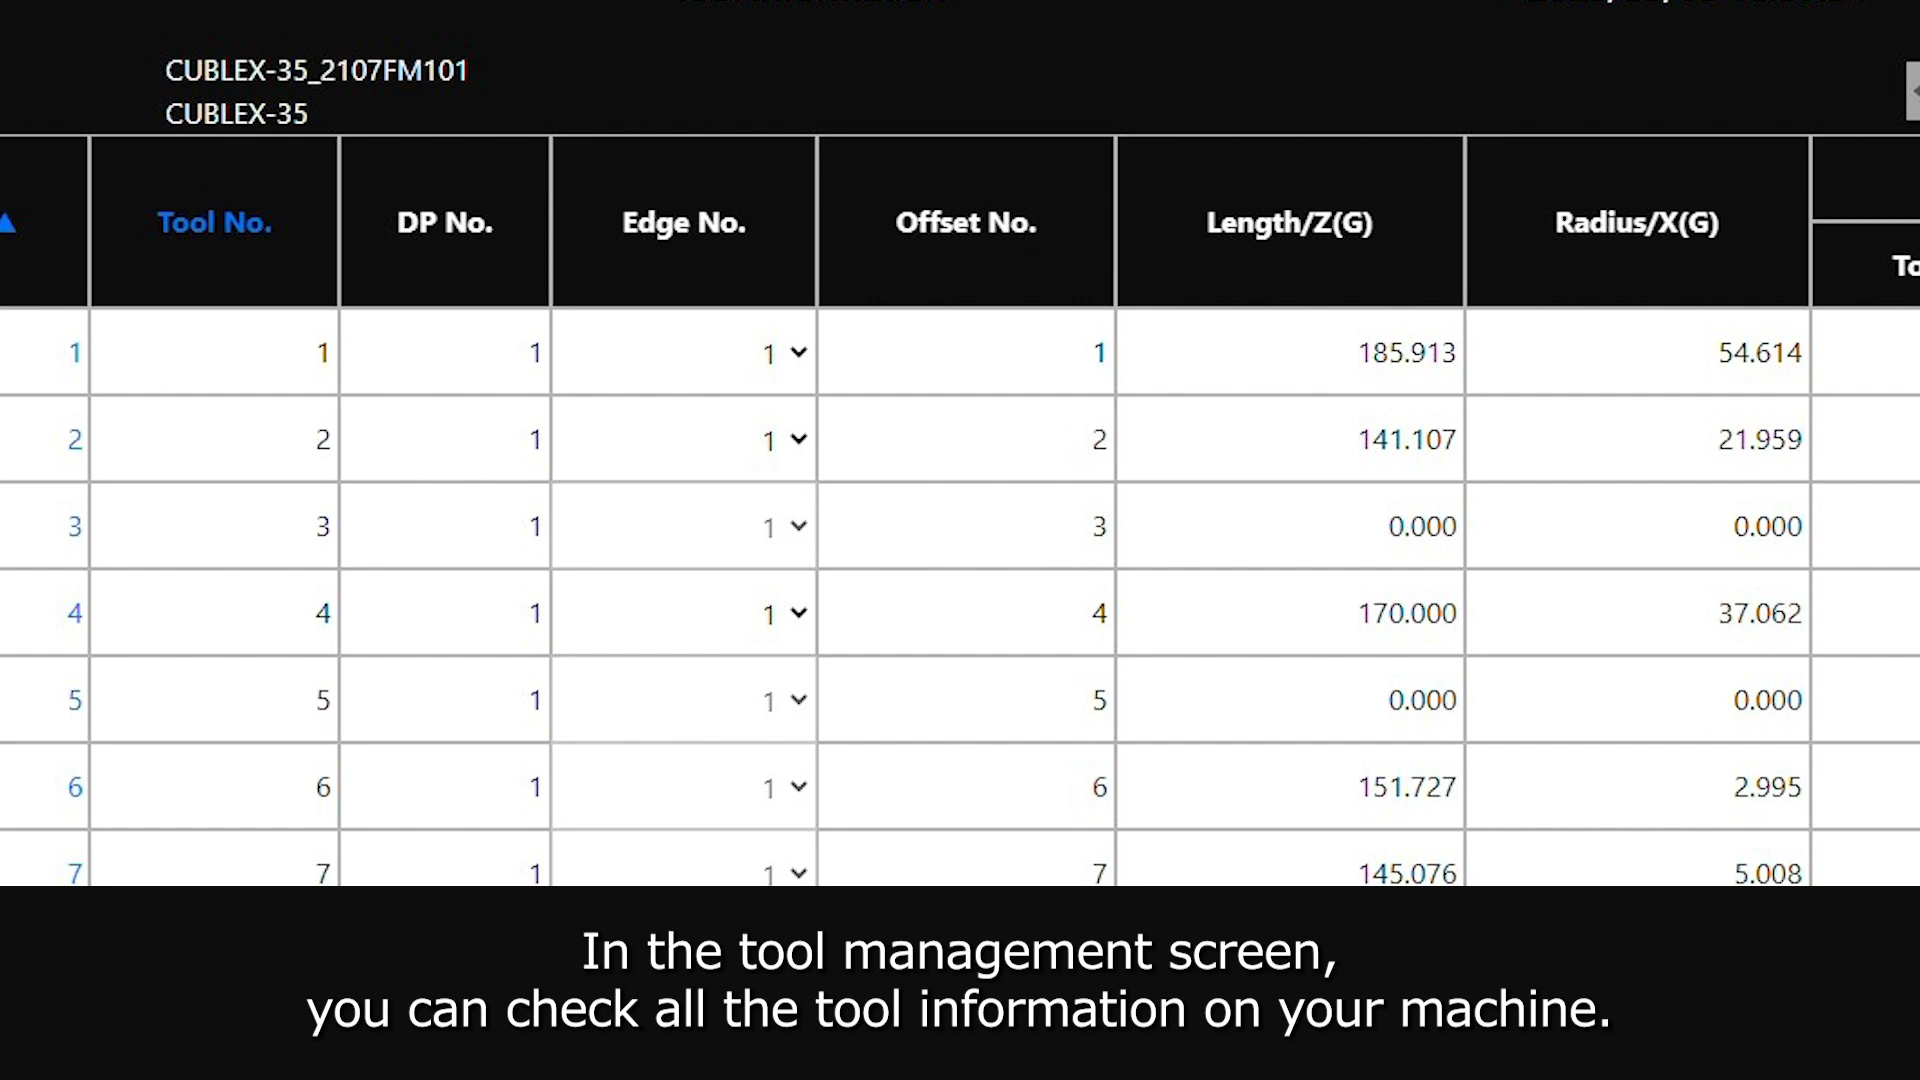 CUBLEX-35_2107FM101
CUBLEX-35
Tool No. DP No. Edge No. Offset No. Length/Z(G) Radius/X(G)
1 1 1 1 1 185.913 54.614
2 2 1 1 2 141.107 21.959
3 3 1 1 3 0.000 0.000
4 4 1 1 4 170.000 37.062
5 5 1 1 5 0.000 0.000
6 6 1 1 6 151.727 2.995
7 7 1 1 7 145.076 5.008
In the tool management screen,
you can check all the tool information on your machine.